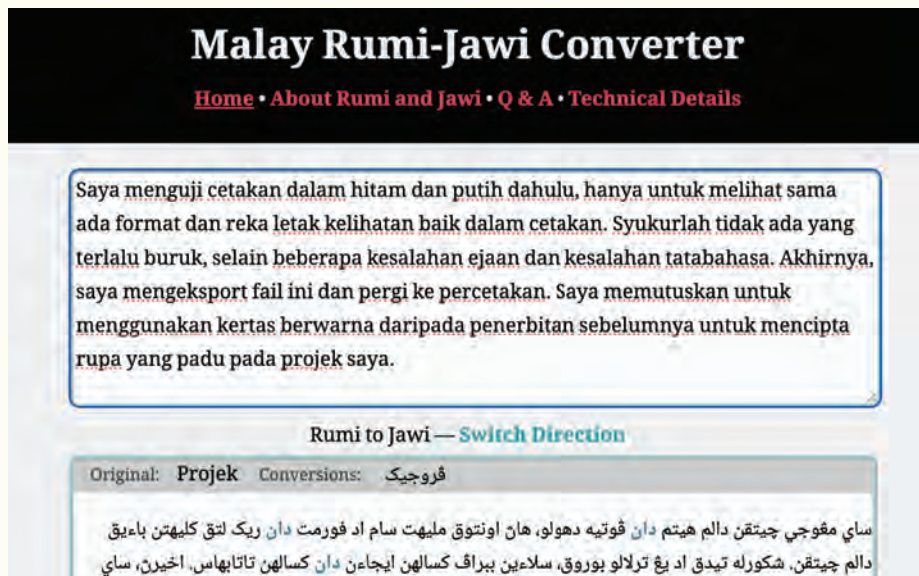 Malay Rumi-Jawi Converter
Home • About Rumi and Jawi • Q & A • Technical Details
Saya menguji cetakan dalam hitam dan putih dahulu, hanya untuk melihat sama
ada format dan reka letak kelihatan baik dalam cetakan. Syukurlah tidak ada yang
terlalu buruk, selain beberapa kesalahan ejaan dan kesalahan tatabahasa. Akhirnya,
saya mengeksport fail ini dan pergi ke percetakan. Saya memutuskan untuk
menggunakan kertas berwarna daripada penerbitan sebelumnya untuk mencipta
rupa yang padu pada projek saya.
Rumi to Jawi — Switch Direction
Original: Projek Conversions: ڤروجيک
ساي مڠوجي چيتقن دالم هيتم دان ڤوتيه دهولو، هاڽ اونتوق مليهت سام اد فورمت دان ريک لتق کليهتن باءيق
دالم چيتقن. شکورله تيدق اد يڠ ترلالو بوروق، سلاءين ببراڤ کسالهن ايجاءن دان کسالهن تاتابهاس. اخيرڽ، ساي